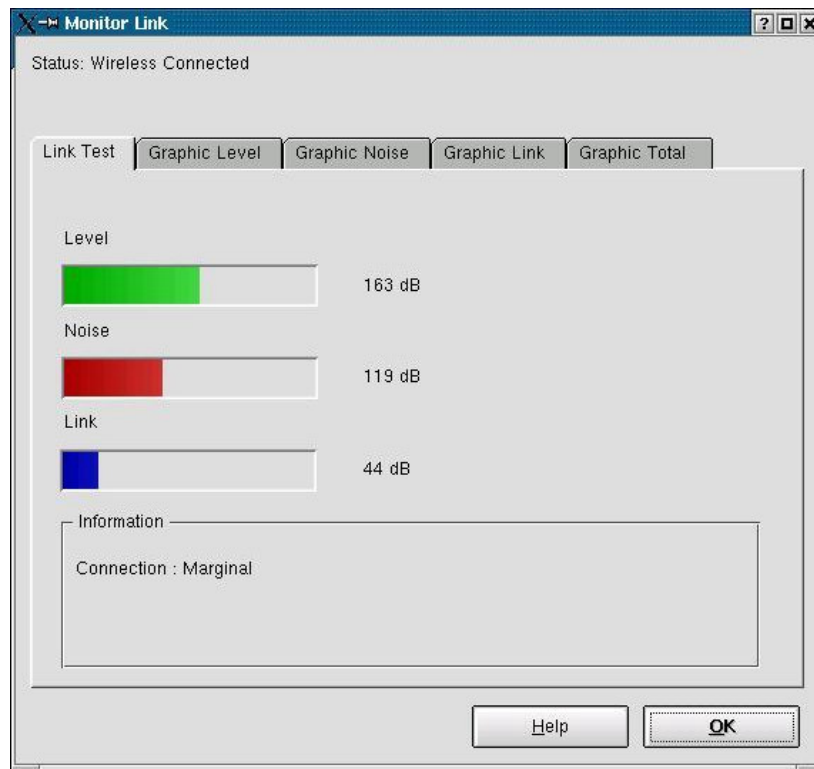 Monitor Link
Status: Wireless Connected
Link Test Graphic Level Graphic Noise Graphic Link Graphic Total
Level
163 dB
Noise
119 dB
Link
44 dB
Information
Connection : Marginal
Help OK